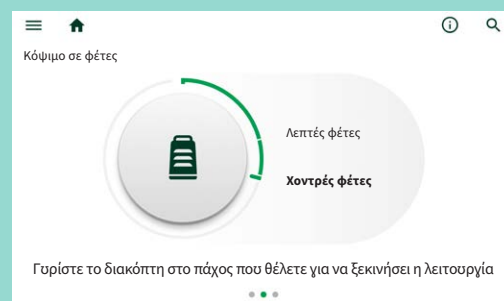 Κόψιμο σε φέτες
Λεπτές φέτες
Χοντρές φέτες
Γυρίστε το διακόπτη στο πάχος που θέλετε για να ξεκινήσει η λειτουργία